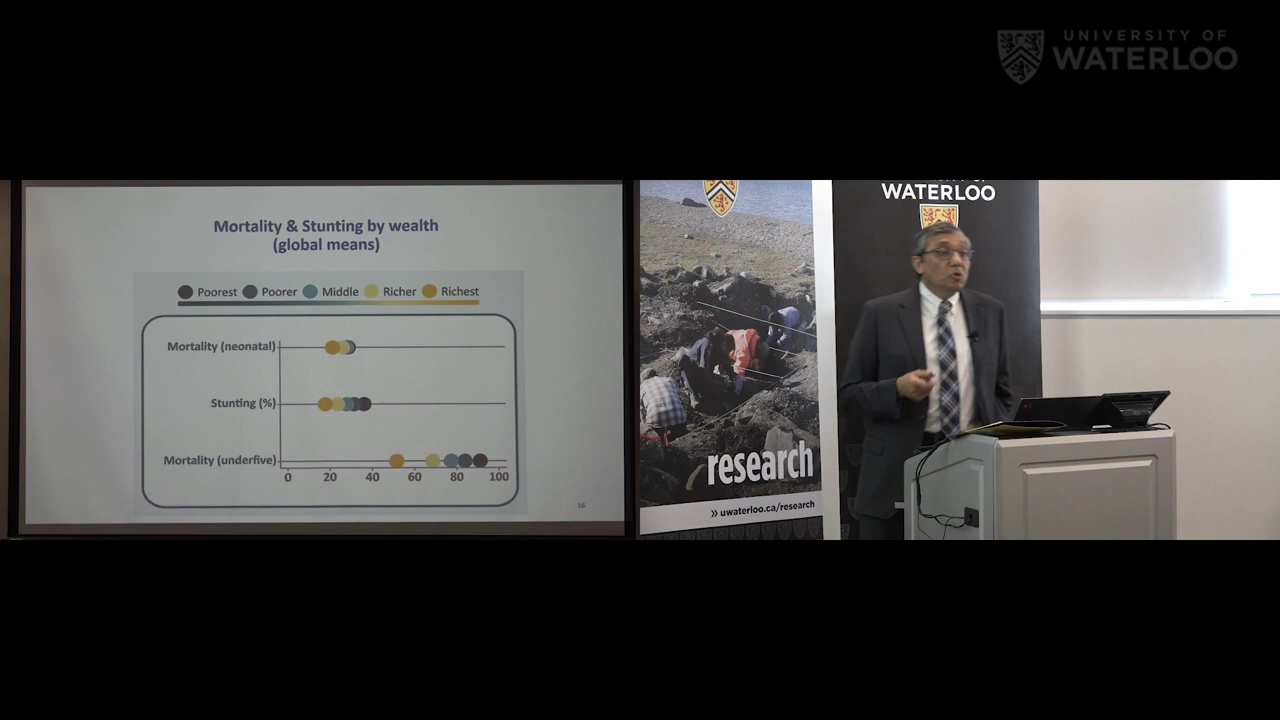 UNIVERSITY OF
WATERLOO
Mortality & Stunting by wealth
(global means)
Poorest Poorer Middle Richer Richest
Mortality (neonatal)
Stunting (%)
Mortality (underfive)
0 20 40 60 80 100
16
WATERLOO
research
» uwaterloo.ca/research